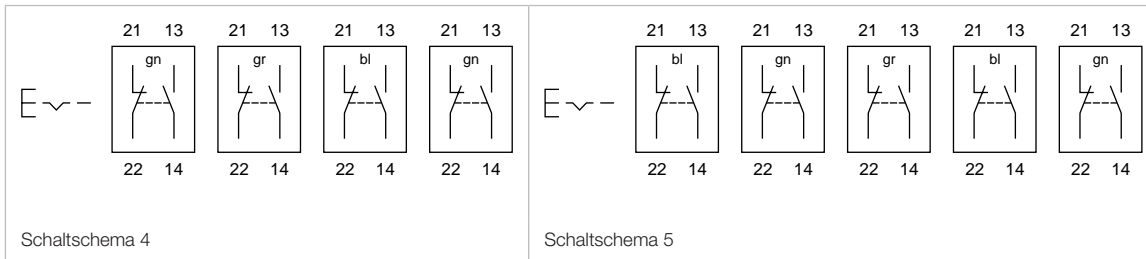 21 13 21 13 21 13 21 13
gn gr bl gn
22 14 22 14 22 14 22 14
Schaltschema 4
21 13 21 13 21 13 21 13 21 13
bl gn gr bl gn
22 14 22 14 22 14 22 14 22 14
Schaltschema 5